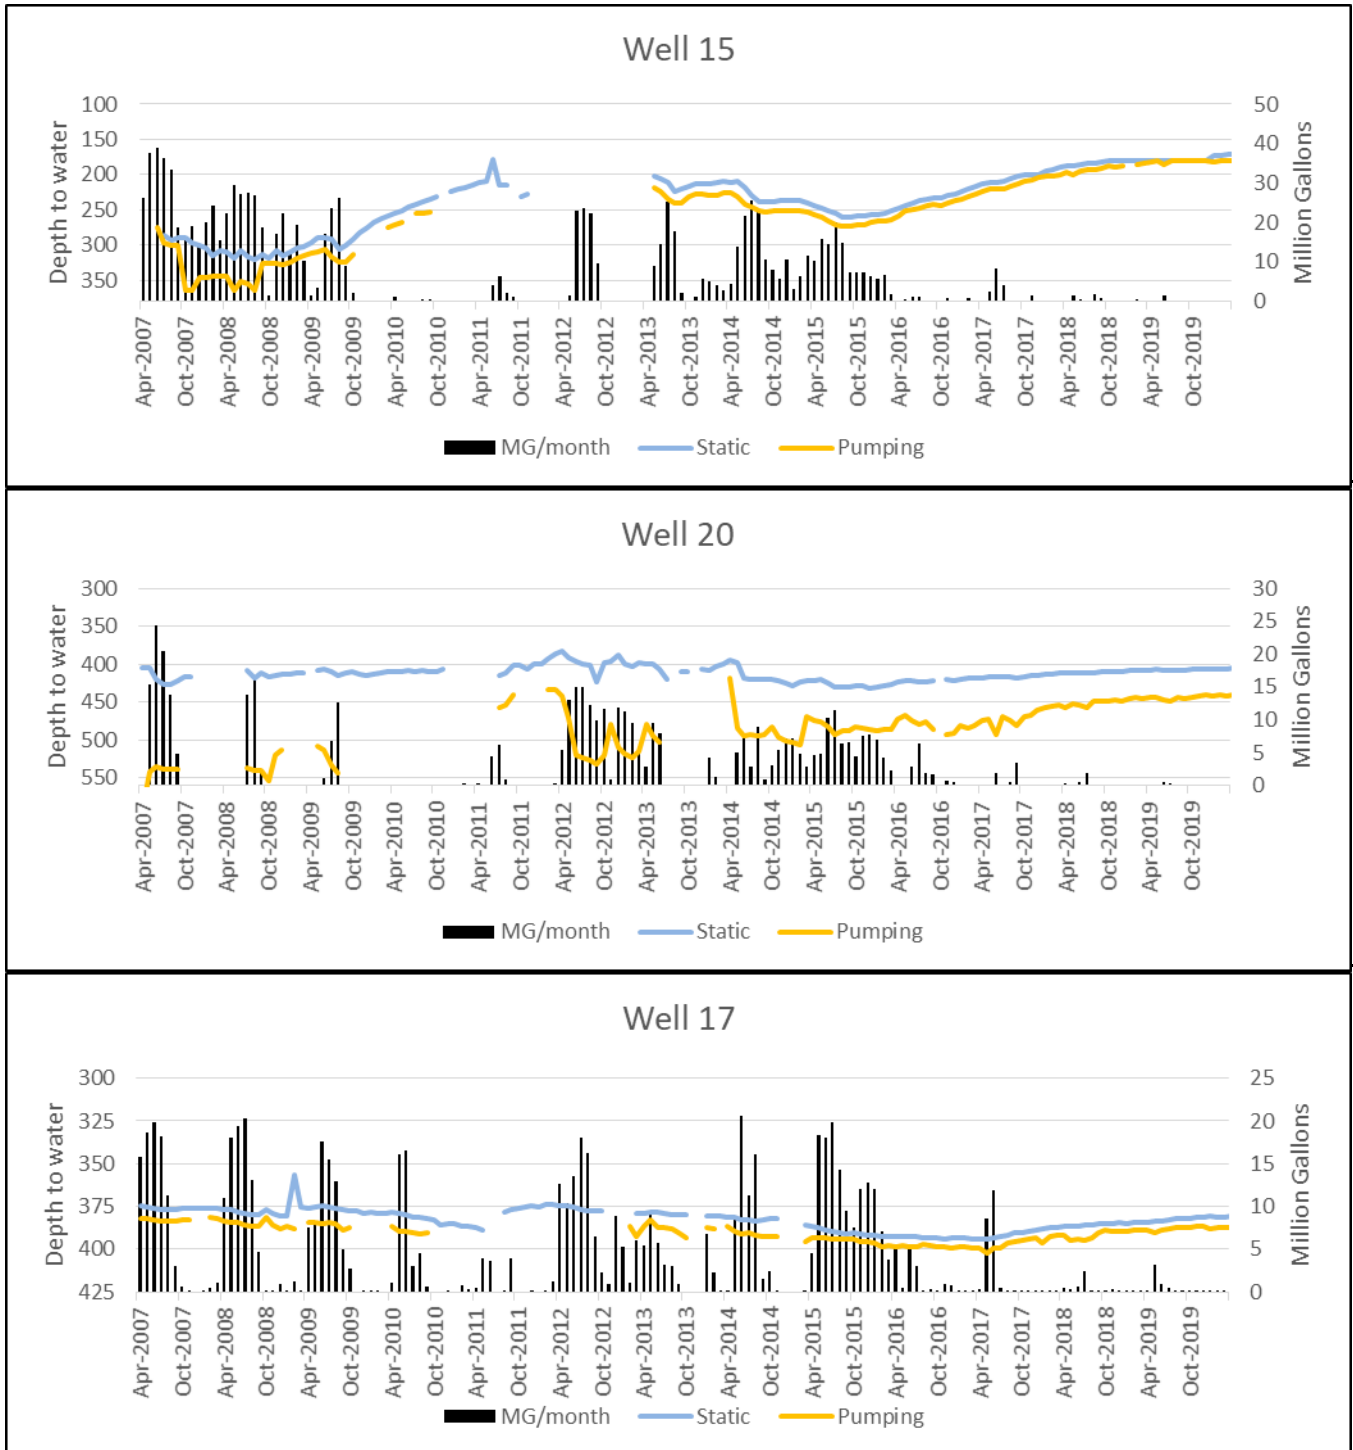 Well 15
Depth to water
100
150
200
250
300
350
50
40
30
20
10
0
Million Gallons
Apr-2007
Oct-2007
Apr-2008
Oct-2008
Apr-2009
Oct-2009
Apr-2010
Oct-2010
Apr-2011
Oct-2011
Apr-2012
Oct-2012
Apr-2013
Oct-2013
Apr-2014
Oct-2014
Apr-2015
Oct-2015
Apr-2016
Oct-2016
Apr-2017
Oct-2017
Apr-2018
Oct-2018
Apr-2019
Oct-2019
MG/month Static Pumping
Well 20
Depth to water
300
350
400
450
500
550
30
25
20
15
10
5
0
Million Gallons
Apr-2007
Oct-2007
Apr-2008
Oct-2008
Apr-2009
Oct-2009
Apr-2010
Oct-2010
Apr-2011
Oct-2011
Apr-2012
Oct-2012
Apr-2013
Oct-2013
Apr-2014
Oct-2014
Apr-2015
Oct-2015
Apr-2016
Oct-2016
Apr-2017
Oct-2017
Apr-2018
Oct-2018
Apr-2019
Oct-2019
MG/month Static Pumping
Well 17
Depth to water
300
325
350
375
400
425
25
20
15
10
5
0
Million Gallons
Apr-2007
Oct-2007
Apr-2008
Oct-2008
Apr-2009
Oct-2009
Apr-2010
Oct-2010
Apr-2011
Oct-2011
Apr-2012
Oct-2012
Apr-2013
Oct-2013
Apr-2014
Oct-2014
Apr-2015
Oct-2015
Apr-2016
Oct-2016
Apr-2017
Oct-2017
Apr-2018
Oct-2018
Apr-2019
Oct-2019
MG/month Static Pumping